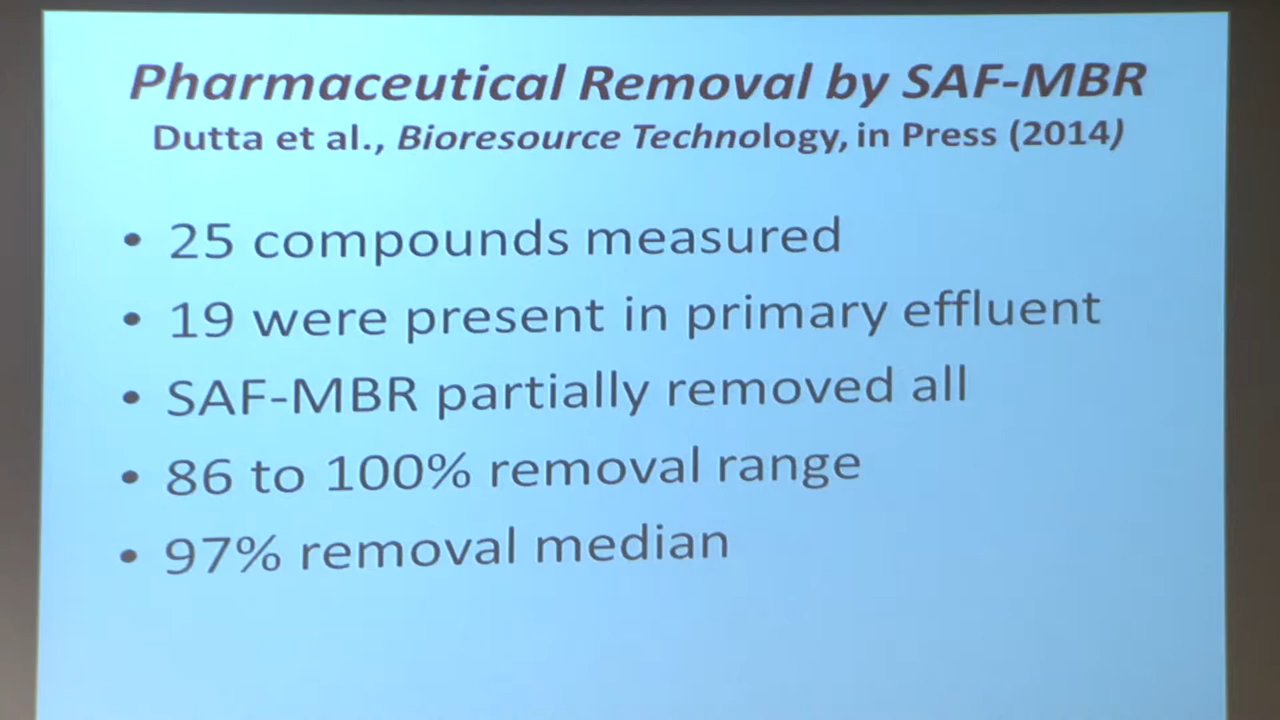 Pharmaceutical Removal by SAF-MBR
Dutta et al., Bioresource Technology, in Press (2014)
• 25 compounds measured
• 19 were present in primary effluent
• SAF-MBR partially removed all
• 86 to 100% removal range
• 97% removal median